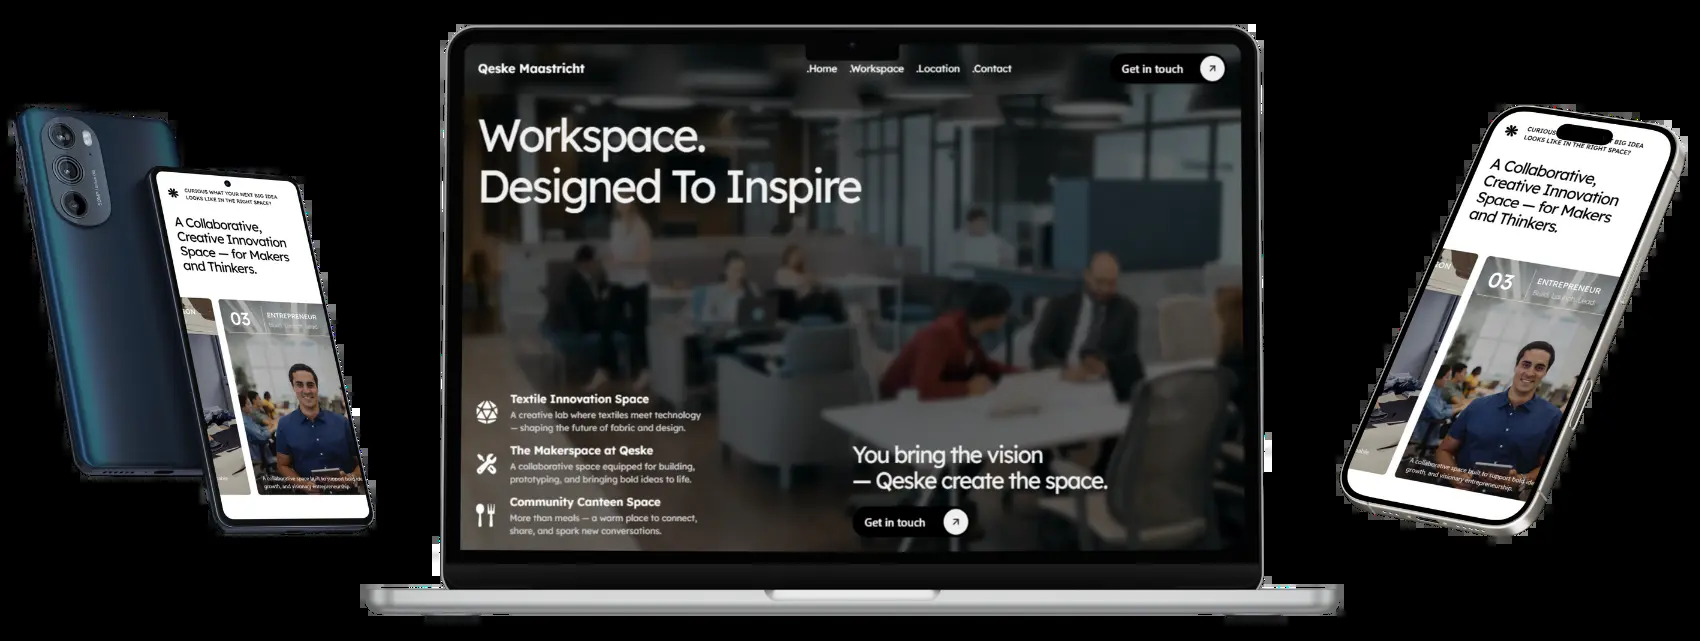 CURIOUS WHAT YOUR NEXT BIG IDEA
LOOKS LIKE IN THE RIGHT SPACE?
A Collaborative,
Creative Innovation
Space — for Makers
and Thinkers.
03
ENTREPRENEUR
Build. Launch. Lead.
A collaborative space built to support bold ide
growth, and visionary entrepreneurship.
Qeske Maastricht
.Home
.Workspace
.Location
.Contact
Get in touch
Workspace.
Designed To Inspire
Textile Innovation Space
A creative lab where textiles meet technology
— shaping the future of fabric and design.
The Makerspace at Qeske
A collaborative space equipped for building,
prototyping, and bringing bold ideas to life.
Community Canteen Space
More than meals — a warm place to connect,
share, and spark new conversations.
You bring the vision
— Qeske create the space.
Get in touch
CURIOUS BIG IDEA
LOOKS LIKE IN THE RIGHT SPACE?
A Collaborative,
Creative Innovation
Space — for Makers
and Thinkers.
ION
03
ENTREPRENEUR
Build. Launch. Lead.
A collaborative space built to support bold ide
growth, and visionary entrepreneurship.